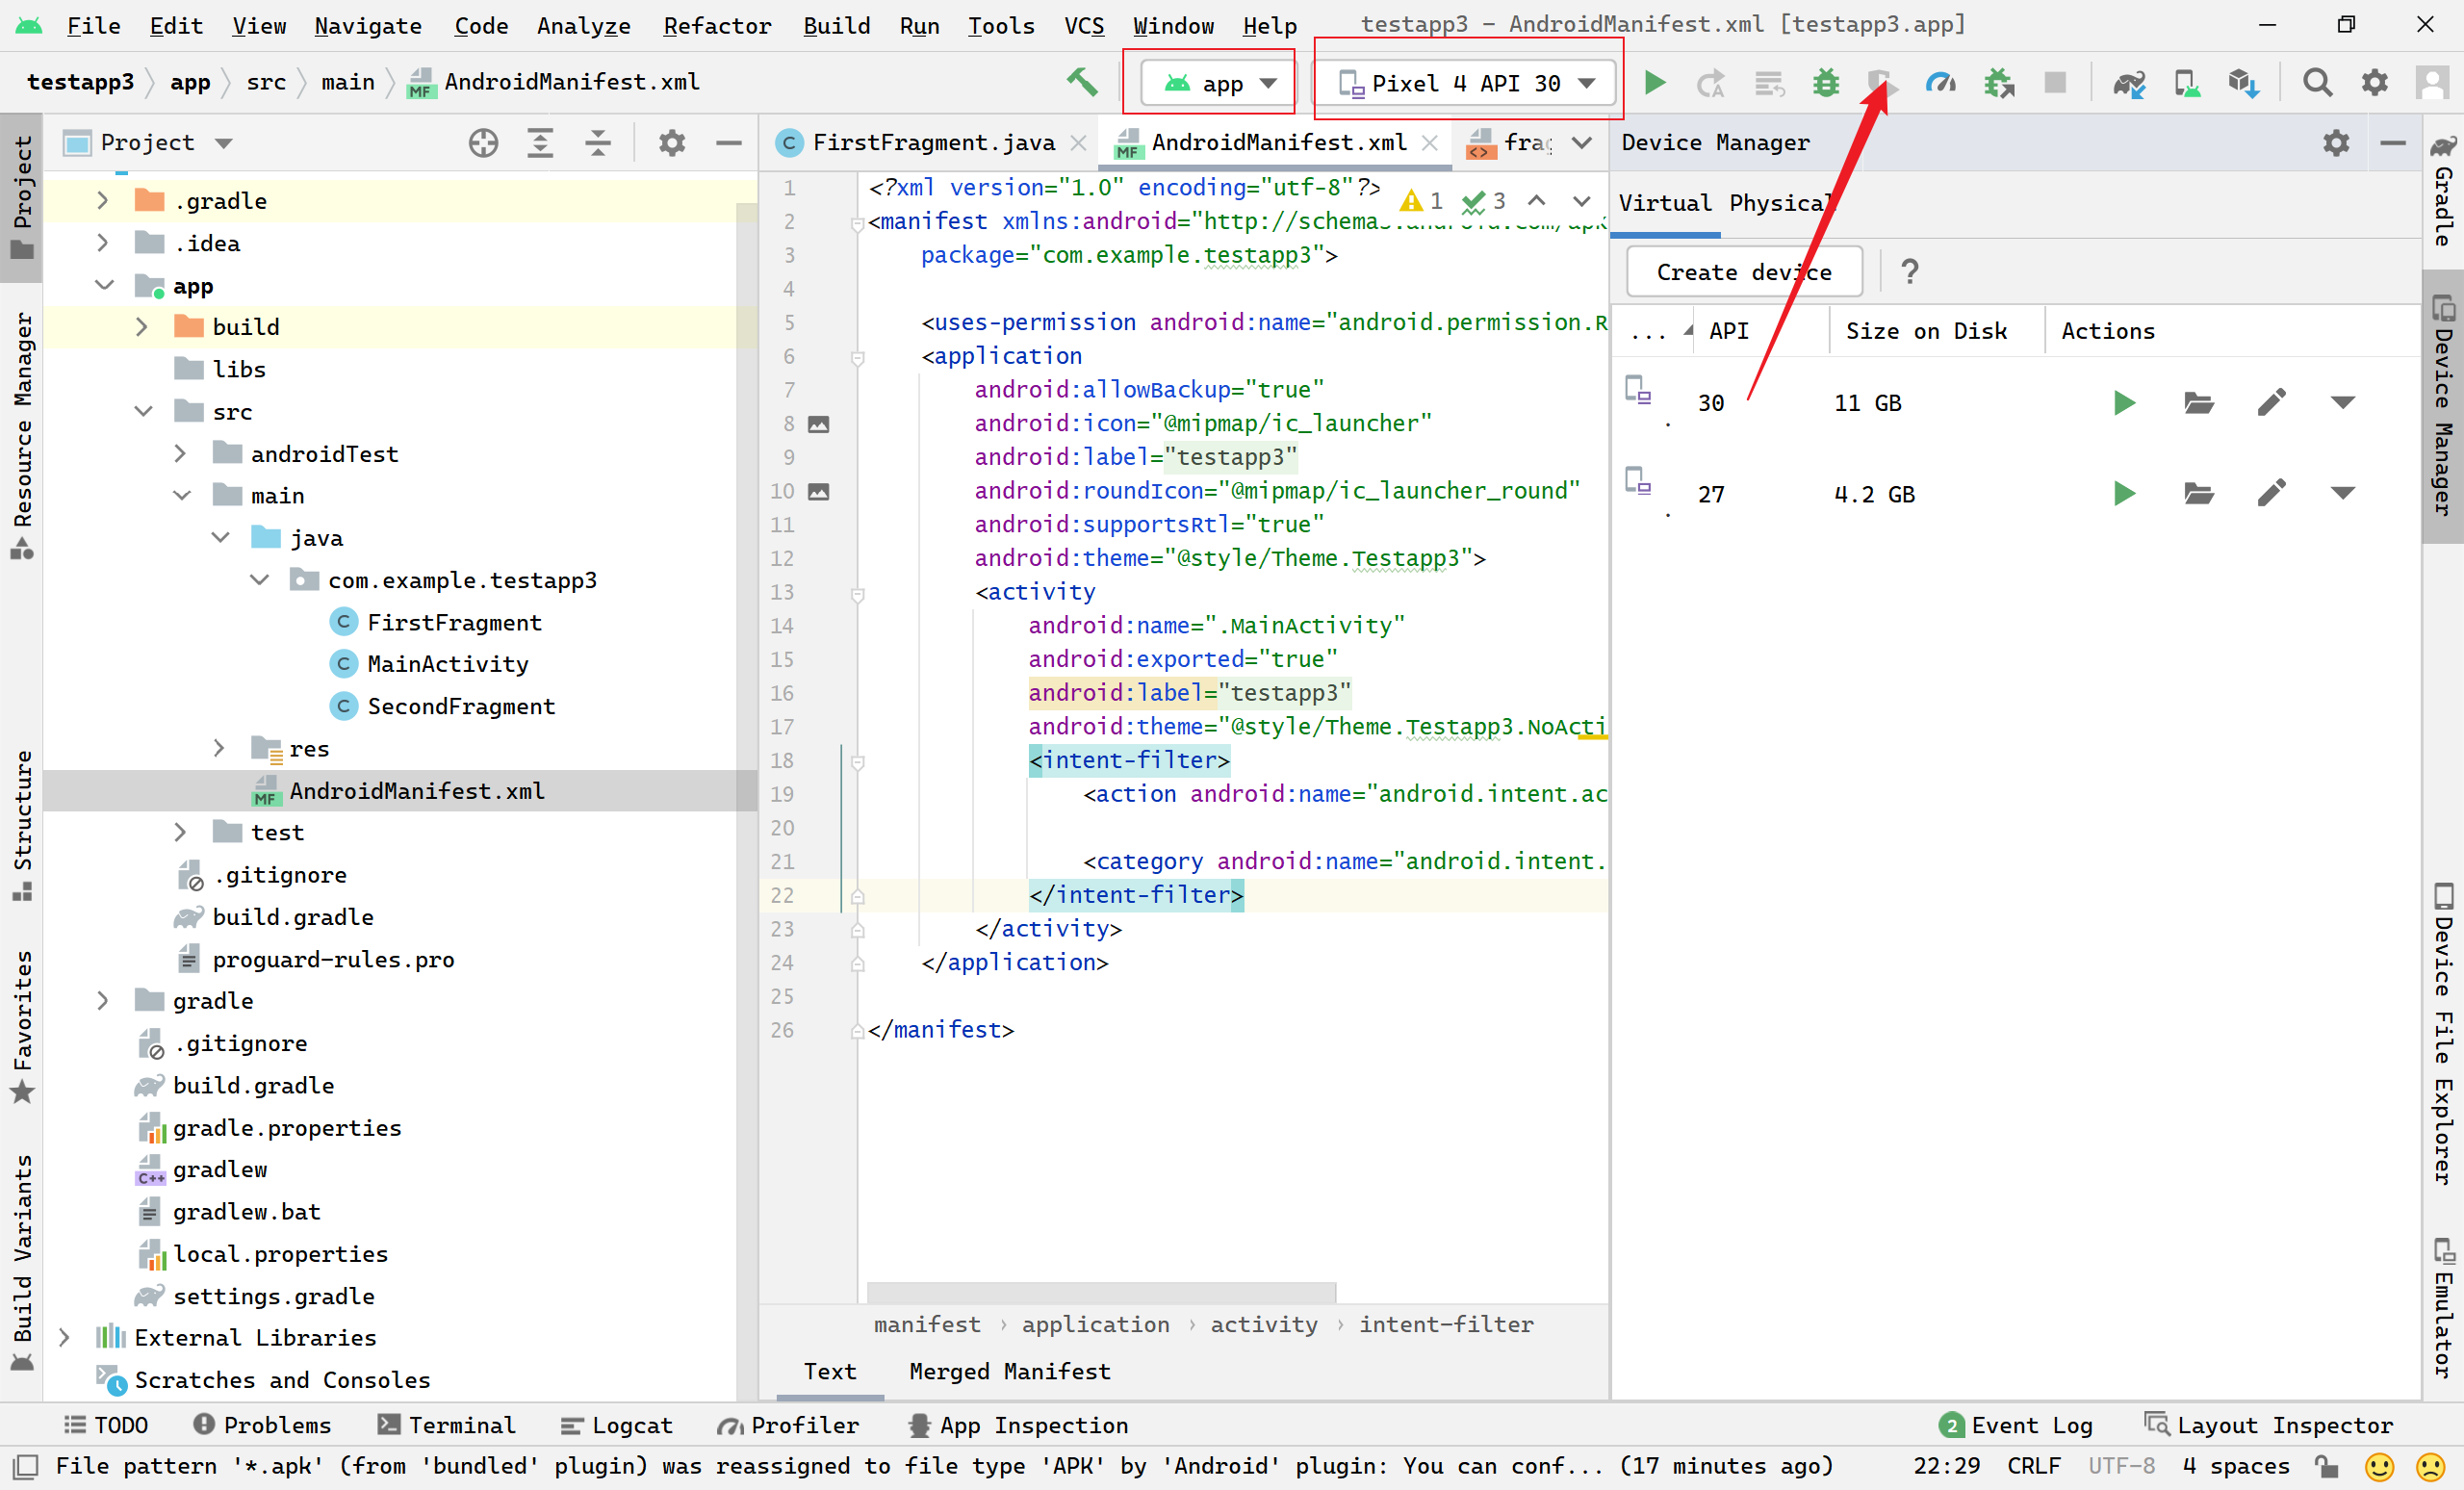 File Edit View Navigate Code Analyze Refactor Build Run Tools VCS Window Help testapp3 - AndroidManifest.xml [testapp3.app]
testapp3 app src main AndroidManifest.xml app Pixel 4 API 30
Project
FirstFragment.java AndroidManifest.xml
Device Manager
.gradle
.idea
app
build
libs
src
androidTest
main
java
com.example.testapp3
FirstFragment
MainActivity
SecondFragment
res
AndroidManifest.xml
test
.gitignore
build.gradle
proguard-rules.pro
gradle
.gitignore
build.gradle
gradle.properties
gradlew
gradlew.bat
local.properties
settings.gradle
External Libraries
Scratches and Consoles
1 <?xml version="1.0" encoding="utf-8"?>
1 3
2 <manifest xmlns:android="http://schemas.android.com/apk
3 package="com.example.testapp3">
4
5 <uses-permission android:name="android.permission.R
6 <application
7 android:allowBackup="true"
8 android:icon="@mipmap/ic_launcher"
9 android:label="testapp3"
10 android:roundIcon="@mipmap/ic_launcher_round"
11 android:supportsRtl="true"
12 android:theme="@style/Theme.Testapp3">
13 <activity
14 android:name=".MainActivity"
15 android:exported="true"
16 android:label="testapp3"
17 android:theme="@style/Theme.Testapp3.NoActi
18 <intent-filter>
19 <action android:name="android.intent.ac
20
21 <category android:name="android.intent.
22 </intent-filter>
23 </activity>
24 </application>
25
26 </manifest>
manifest › application › activity › intent-filter
Text Merged Manifest
Virtual Physical
Create device ?
... API Size on Disk Actions
30 11 GB
27 4.2 GB
Project
Resource Manager
Structure
Favorites
Build Variants
Gradle
Device Manager
Device File Explorer
Emulator
TODO Problems Terminal Logcat Profiler App Inspection 2 Event Log Layout Inspector
File pattern '*.apk' (from 'bundled' plugin) was reassigned to file type 'APK' by 'Android' plugin: You can conf... (17 minutes ago) 22:29 CRLF UTF-8 4 spaces